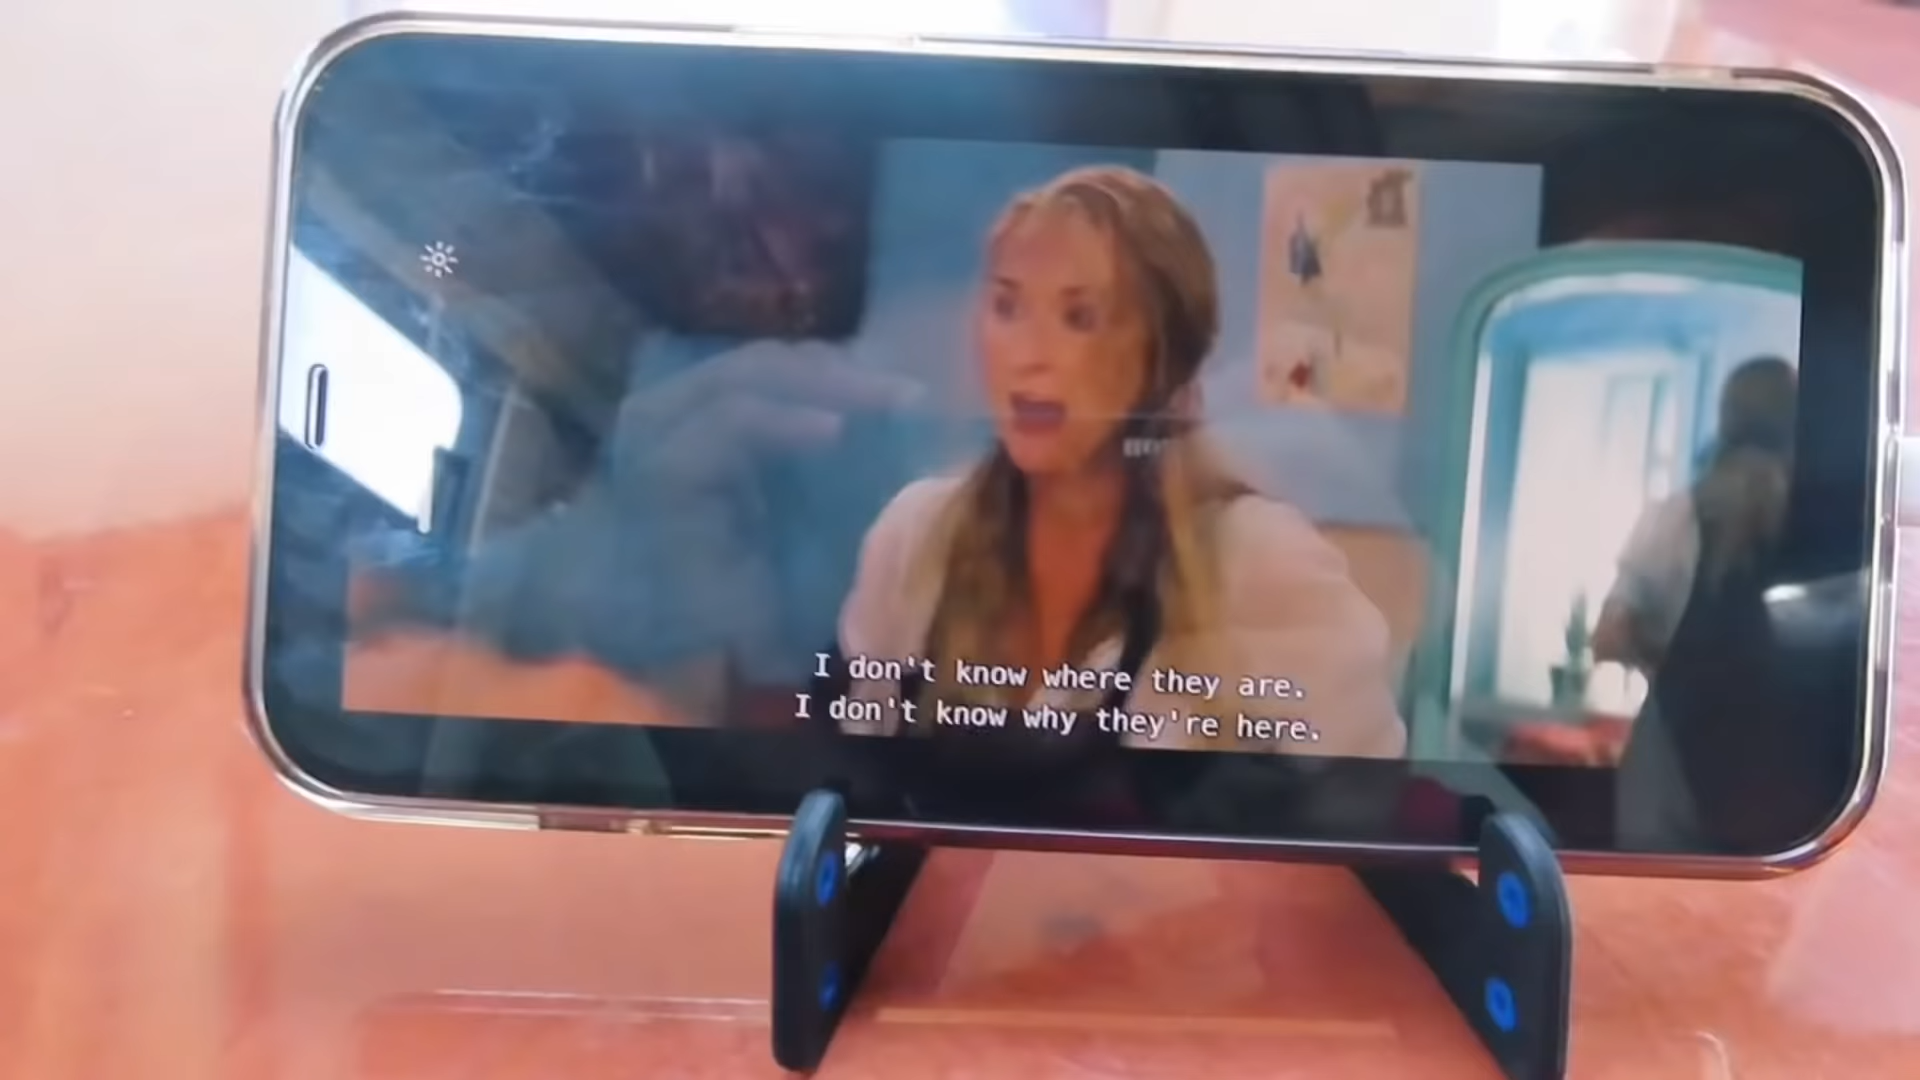 I don't know where they are.
I don't know why they're here.